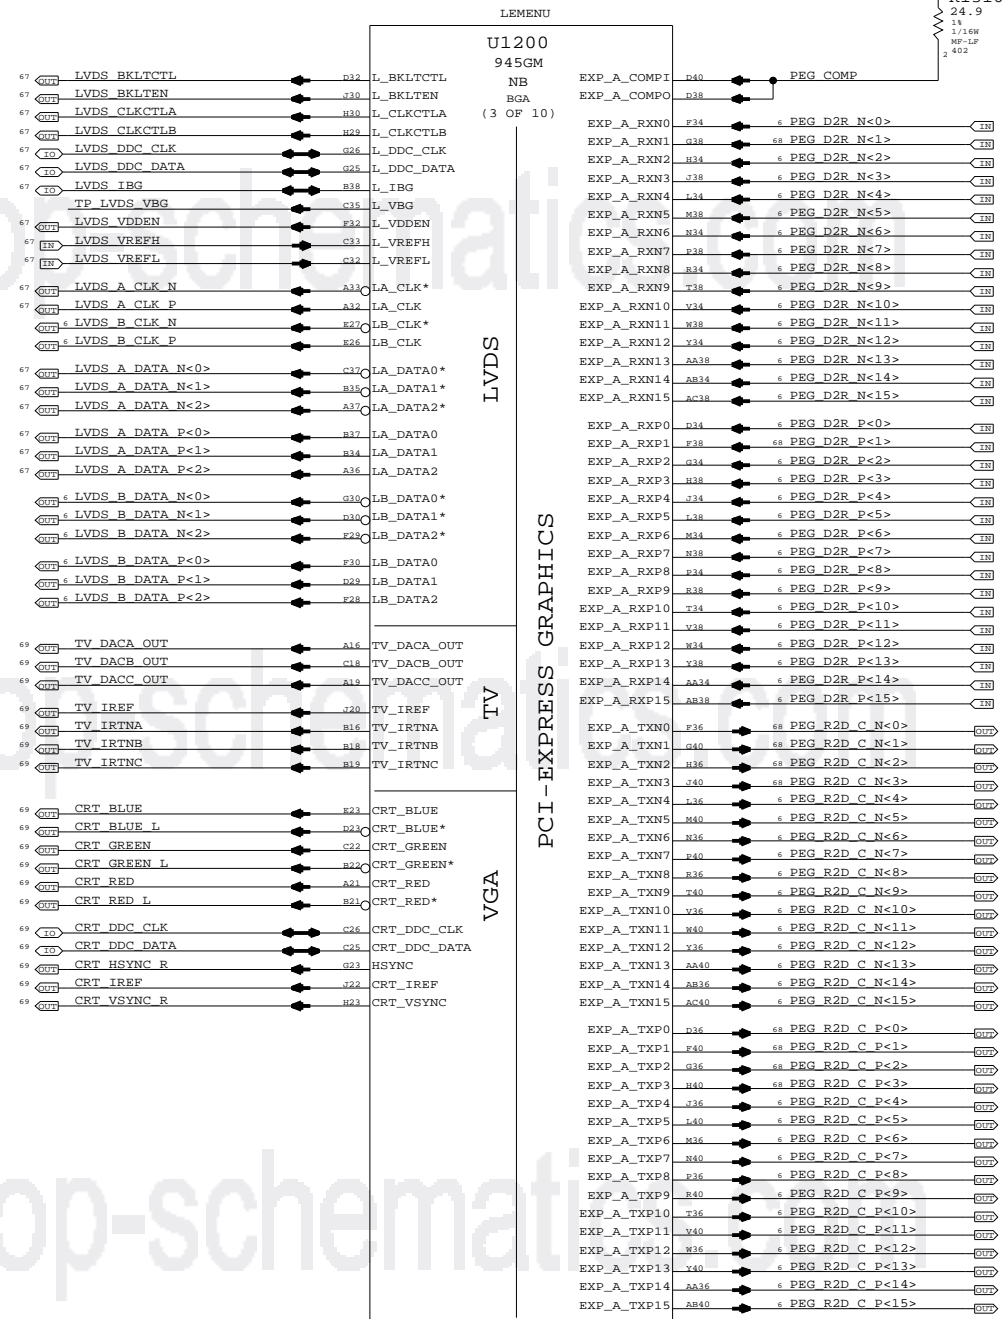 LEMENU
24.9
1%
1/16W
MF-LF
402
2
U1200
945GM
NB
BGA
(3 OF 10)
67 OUT LVDS_BKLTCTL D32 L_BKLTCTL
67 OUT LVDS_BKLTEN J30 L_BKLTEN
67 OUT LVDS_CLKCTLA H30 L_CLKCTLA
67 OUT LVDS_CLKCTLB H29 L_CLKCTLB
67 IO LVDS_DDC_CLK G26 L_DDC_CLK
67 IO LVDS_DDC_DATA G25 L_DDC_DATA
67 IO LVDS_IBG B38 L_IBG
TP_LVDS_VBG C35 L_VBG
67 OUT LVDS_VDDEN F32 L_VDDEN
67 IN LVDS_VREFH C33 L_VREFH
67 IN LVDS_VREFL C32 L_VREFL
67 OUT LVDS_A_CLK_N A33 LA_CLK*
67 OUT LVDS_A_CLK_P A32 LA_CLK
OUT 6 LVDS_B_CLK_N E27 LB_CLK*
OUT 6 LVDS_B_CLK_P E26 LB_CLK
67 OUT LVDS_A_DATA_N<0> C37 LA_DATA0*
67 OUT LVDS_A_DATA_N<1> B35 LA_DATA1*
67 OUT LVDS_A_DATA_N<2> A37 LA_DATA2*
67 OUT LVDS_A_DATA_P<0> B37 LA_DATA0
67 OUT LVDS_A_DATA_P<1> B34 LA_DATA1
67 OUT LVDS_A_DATA_P<2> A36 LA_DATA2
OUT 6 LVDS_B_DATA_N<0> G30 LB_DATA0*
OUT 6 LVDS_B_DATA_N<1> D30 LB_DATA1*
OUT 6 LVDS_B_DATA_N<2> F29 LB_DATA2*
OUT 6 LVDS_B_DATA_P<0> F30 LB_DATA0
OUT 6 LVDS_B_DATA_P<1> D29 LB_DATA1
OUT 6 LVDS_B_DATA_P<2> F28 LB_DATA2
LVDS
69 OUT TV_DACA_OUT A16 TV_DACA_OUT
69 OUT TV_DACB_OUT C18 TV_DACB_OUT
69 OUT TV_DACC_OUT A19 TV_DACC_OUT
69 OUT TV_IREF J20 TV_IREF
69 OUT TV_IRTNA B16 TV_IRTNA
69 OUT TV_IRTNB B18 TV_IRTNB
69 OUT TV_IRTNC B19 TV_IRTNC
TV
69 OUT CRT_BLUE E23 CRT_BLUE
69 OUT CRT_BLUE_L D23 CRT_BLUE*
69 OUT CRT_GREEN C22 CRT_GREEN
69 OUT CRT_GREEN_L B22 CRT_GREEN*
69 OUT CRT_RED A21 CRT_RED
69 OUT CRT_RED_L B21 CRT_RED*
69 IO CRT_DDC_CLK C26 CRT_DDC_CLK
69 IO CRT_DDC_DATA C25 CRT_DDC_DATA
69 OUT CRT_HSYNC_R G23 HSYNC
69 OUT CRT_IREF J22 CRT_IREF
69 OUT CRT_VSYNC_R H23 CRT_VSYNC
VGA
PCI-EXPRESS GRAPHICS
EXP_A_COMPI D40 PEG_COMP
EXP_A_COMPO D38
EXP_A_RXN0 F34 6 PEG_D2R_N<0> IN
EXP_A_RXN1 G38 68 PEG_D2R_N<1> IN
EXP_A_RXN2 H34 6 PEG_D2R_N<2> IN
EXP_A_RXN3 J38 6 PEG_D2R_N<3> IN
EXP_A_RXN4 L34 6 PEG_D2R_N<4> IN
EXP_A_RXN5 M38 6 PEG_D2R_N<5> IN
EXP_A_RXN6 N34 6 PEG_D2R_N<6> IN
EXP_A_RXN7 P38 6 PEG_D2R_N<7> IN
EXP_A_RXN8 R34 6 PEG_D2R_N<8> IN
EXP_A_RXN9 T38 6 PEG_D2R_N<9> IN
EXP_A_RXN10 V34 6 PEG_D2R_N<10> IN
EXP_A_RXN11 W38 6 PEG_D2R_N<11> IN
EXP_A_RXN12 Y34 6 PEG_D2R_N<12> IN
EXP_A_RXN13 AA38 6 PEG_D2R_N<13> IN
EXP_A_RXN14 AB34 6 PEG_D2R_N<14> IN
EXP_A_RXN15 AC38 6 PEG_D2R_N<15> IN
EXP_A_RXP0 D34 6 PEG_D2R_P<0> IN
EXP_A_RXP1 F38 68 PEG_D2R_P<1> IN
EXP_A_RXP2 G34 6 PEG_D2R_P<2> IN
EXP_A_RXP3 H38 6 PEG_D2R_P<3> IN
EXP_A_RXP4 J34 6 PEG_D2R_P<4> IN
EXP_A_RXP5 L38 6 PEG_D2R_P<5> IN
EXP_A_RXP6 M34 6 PEG_D2R_P<6> IN
EXP_A_RXP7 N38 6 PEG_D2R_P<7> IN
EXP_A_RXP8 P34 6 PEG_D2R_P<8> IN
EXP_A_RXP9 R38 6 PEG_D2R_P<9> IN
EXP_A_RXP10 T34 6 PEG_D2R_P<10> IN
EXP_A_RXP11 V38 6 PEG_D2R_P<11> IN
EXP_A_RXP12 W34 6 PEG_D2R_P<12> IN
EXP_A_RXP13 Y38 6 PEG_D2R_P<13> IN
EXP_A_RXP14 AA34 6 PEG_D2R_P<14> IN
EXP_A_RXP15 AB38 6 PEG_D2R_P<15> IN
EXP_A_TXN0 F36 68 PEG_R2D_C_N<0> OUT
EXP_A_TXN1 G40 68 PEG_R2D_C_N<1> OUT
EXP_A_TXN2 H36 68 PEG_R2D_C_N<2> OUT
EXP_A_TXN3 J40 68 PEG_R2D_C_N<3> OUT
EXP_A_TXN4 L36 6 PEG_R2D_C_N<4> OUT
EXP_A_TXN5 M40 6 PEG_R2D_C_N<5> OUT
EXP_A_TXN6 N36 6 PEG_R2D_C_N<6> OUT
EXP_A_TXN7 P40 6 PEG_R2D_C_N<7> OUT
EXP_A_TXN8 R36 6 PEG_R2D_C_N<8> OUT
EXP_A_TXN9 T40 6 PEG_R2D_C_N<9> OUT
EXP_A_TXN10 V36 6 PEG_R2D_C_N<10> OUT
EXP_A_TXN11 W40 6 PEG_R2D_C_N<11> OUT
EXP_A_TXN12 Y36 6 PEG_R2D_C_N<12> OUT
EXP_A_TXN13 AA40 6 PEG_R2D_C_N<13> OUT
EXP_A_TXN14 AB36 6 PEG_R2D_C_N<14> OUT
EXP_A_TXN15 AC40 6 PEG_R2D_C_N<15> OUT
EXP_A_TXP0 D36 68 PEG_R2D_C_P<0> OUT
EXP_A_TXP1 F40 68 PEG_R2D_C_P<1> OUT
EXP_A_TXP2 G36 68 PEG_R2D_C_P<2> OUT
EXP_A_TXP3 H40 68 PEG_R2D_C_P<3> OUT
EXP_A_TXP4 J36 6 PEG_R2D_C_P<4> OUT
EXP_A_TXP5 L40 6 PEG_R2D_C_P<5> OUT
EXP_A_TXP6 M36 6 PEG_R2D_C_P<6> OUT
EXP_A_TXP7 N40 6 PEG_R2D_C_P<7> OUT
EXP_A_TXP8 P36 6 PEG_R2D_C_P<8> OUT
EXP_A_TXP9 R40 6 PEG_R2D_C_P<9> OUT
EXP_A_TXP10 T36 6 PEG_R2D_C_P<10> OUT
EXP_A_TXP11 V40 6 PEG_R2D_C_P<11> OUT
EXP_A_TXP12 W36 6 PEG_R2D_C_P<12> OUT
EXP_A_TXP13 Y40 6 PEG_R2D_C_P<13> OUT
EXP_A_TXP14 AA36 6 PEG_R2D_C_P<14> OUT
EXP_A_TXP15 AB40 6 PEG_R2D_C_P<15> OUT
op-schematics.com
op-schematics.com
op-schematics.com